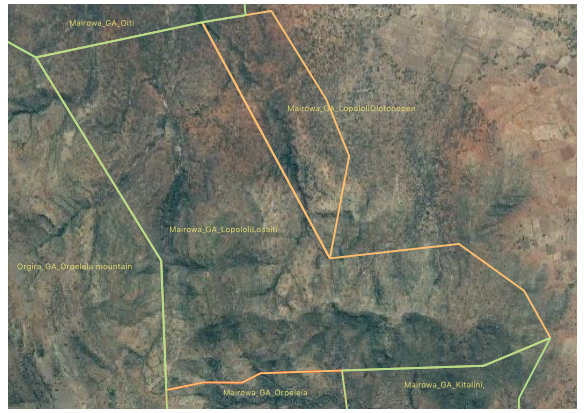 Mairowa_GA_Oiti
Mairowa_GA_LopololiOlotonopen
Mairowa_GA_LopololiLosaiti
Orgira_GA_Orpelela mountain
Mairowa_GA_Kitalini,
Mairowa_GA_Orpelela